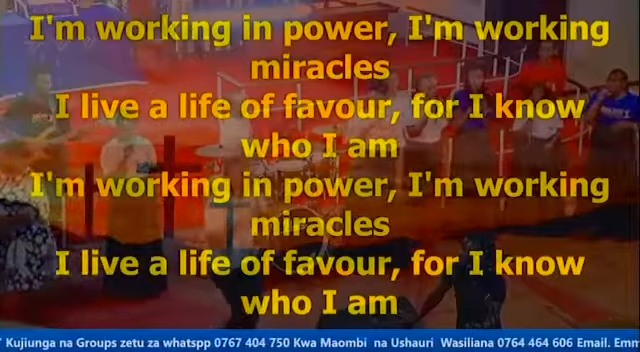 I'm working in power, I'm working
miracles
I live a life of favour, for I know
who I am
I'm working in power, I'm working
miracles
I live a life of favour, for I know
who I am
Kujiunga na Groups zetu za whatspp 0767 404 750 Kwa Maombi na Ushauri Wasiliana 0764 464 606 Email. Emm